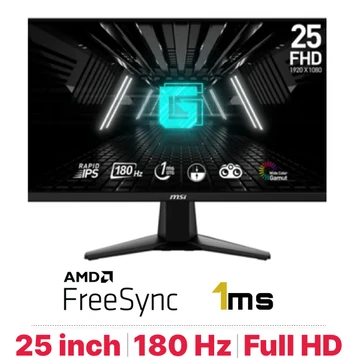 25
FHD
1920 X 1080
RAPID
IPS
180Hz
1ms
GTG
Wide Color
Gamut
msi
AMD
FreeSync
1ms
25 inch | 180 Hz | Full HD